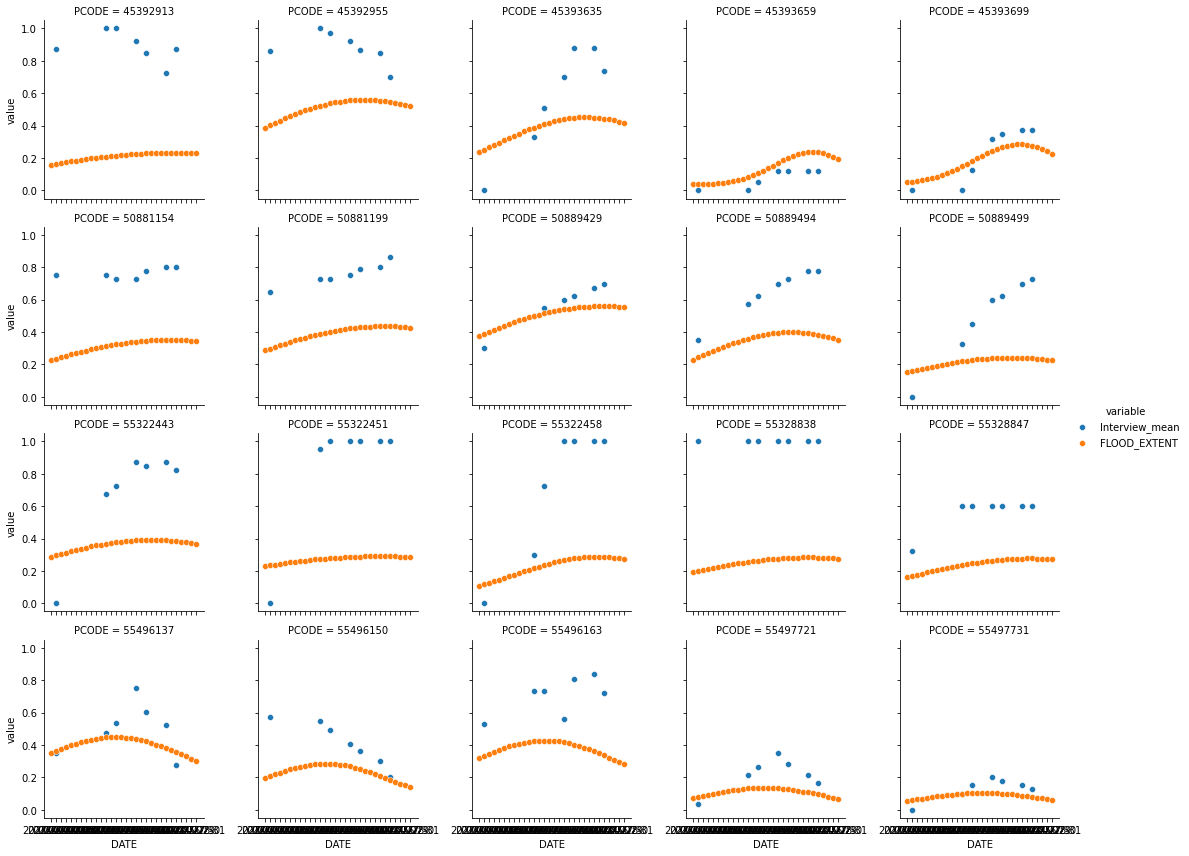 PCODE = 45392913 PCODE = 45392955 PCODE = 45393635 PCODE = 45393659 PCODE = 45393699
1.0
0.8
0.6
0.4
0.2
0.0
value
PCODE = 50881154 PCODE = 50881199 PCODE = 50889429 PCODE = 50889494 PCODE = 50889499
1.0
0.8
0.6
0.4
0.2
0.0
value
variable
Interview_mean
FLOOD_EXTENT
PCODE = 55322443 PCODE = 55322451 PCODE = 55322458 PCODE = 55328838 PCODE = 55328847
1.0
0.8
0.6
0.4
0.2
0.0
value
PCODE = 55496137 PCODE = 55496150 PCODE = 55496163 PCODE = 55497721 PCODE = 55497731
1.0
0.8
0.6
0.4
0.2
0.0
value
DATE DATE DATE DATE DATE